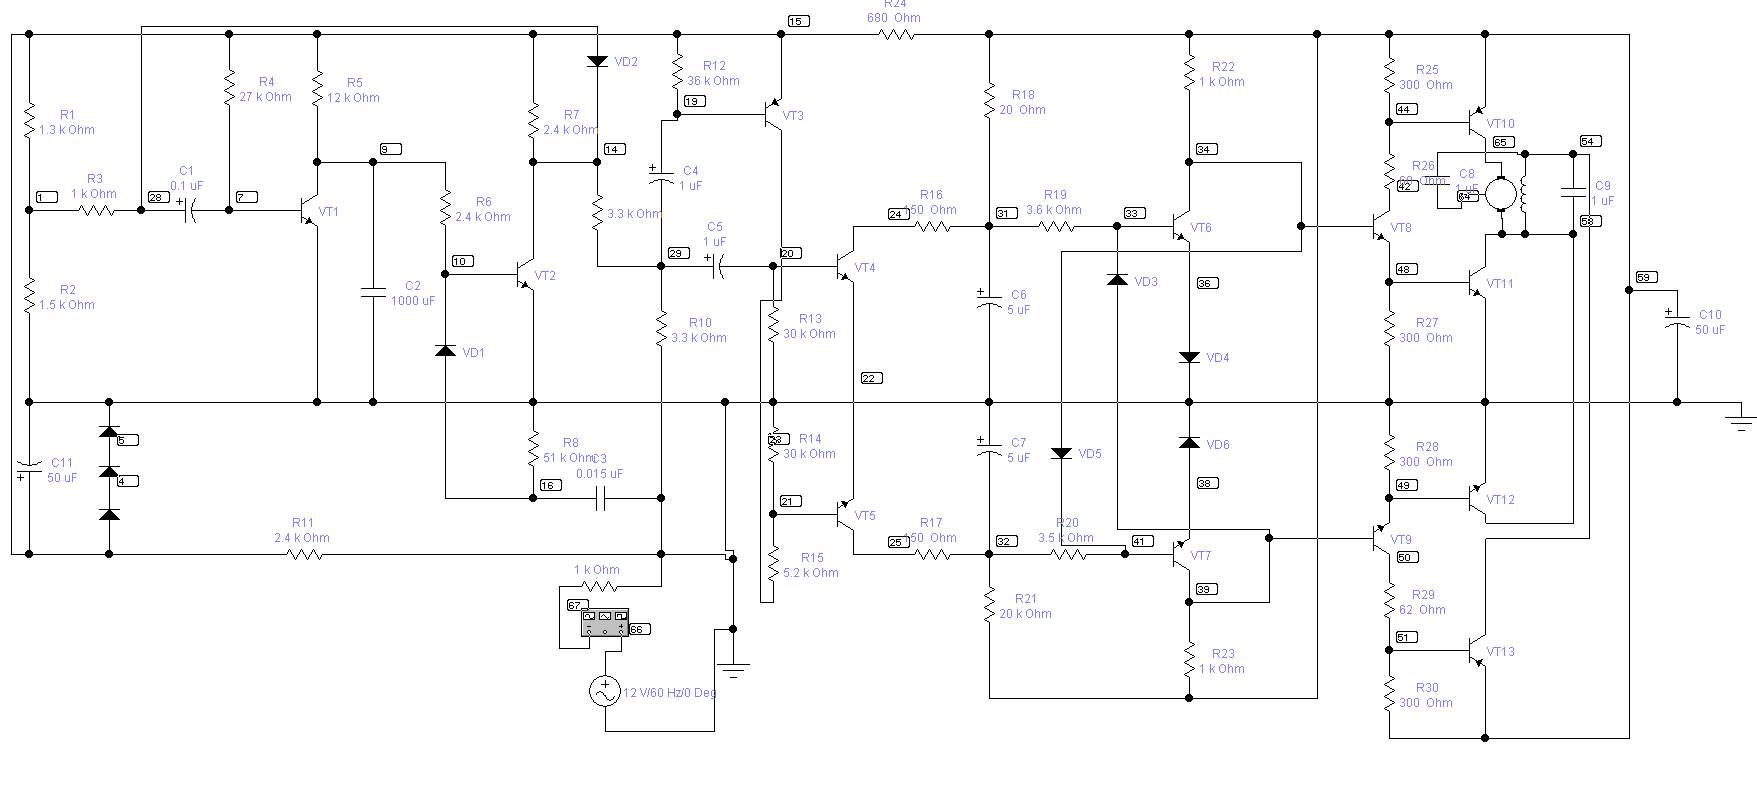 R24
680 Ohm
15
R1
1.3 k Ohm
R4
27 k Ohm
R5
12 k Ohm
R7
2.4 k Ohm
VD2
R12
36 k Ohm
19
VT3
R18
20 Ohm
R22
1 k Ohm
R25
300 Ohm
44
VT10
65
54
1
R3
1 k Ohm
28
C1
0.1 uF
7
VT1
9
R6
2.4 k Ohm
14
3.3 k Ohm
C4
1 uF
C5
1 uF
29
20
24
R16
150 Ohm
31
R19
3.6 k Ohm
33
34
VT6
R26
42
C8
1 uF
64
C9
1 uF
58
VT8
R2
1.5 k Ohm
C2
1000 uF
10
VT2
VT4
C6
5 uF
VD3
36
48
VT11
59
C10
50 uF
VD1
R10
3.3 k Ohm
R13
30 k Ohm
22
VD4
R27
300 Ohm
C11
50 uF
5
4
R8
51 k Ohm
C3
0.015 uF
16
23
R14
30 k Ohm
21
VT5
C7
5 uF
VD5
VD6
38
R28
300 Ohm
49
VT12
R11
2.4 k Ohm
25
R17
150 Ohm
32
R20
3.5 k Ohm
41
VT7
VT9
50
1 k Ohm
67
66
12 V/60 Hz/0 Deg
R15
5.2 k Ohm
R21
20 k Ohm
39
R23
1 k Ohm
R29
62 Ohm
51
VT13
R30
300 Ohm